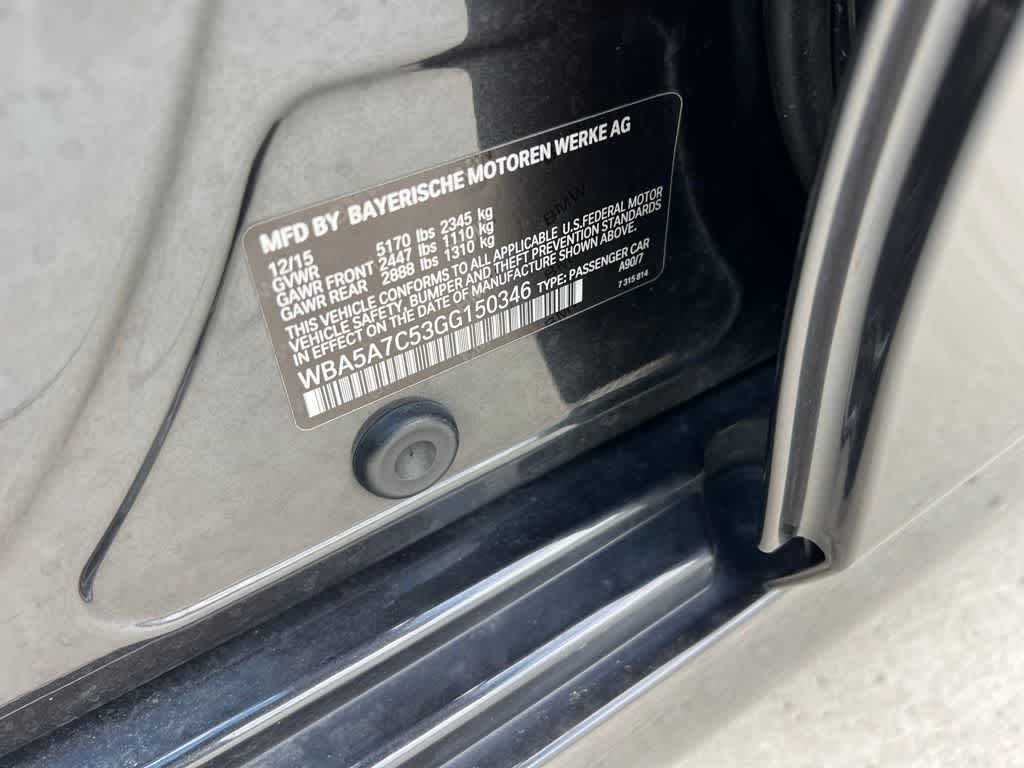 MFD BY BAYERISCHE MOTOREN WERKE AG
12/15
GVWR 5170 lbs 2345 kg
GAWR FRONT 2447 lbs 1110 kg
GAWR REAR 2888 lbs 1310 kg
THIS VEHICLE CONFORMS TO ALL APPLICABLE U.S.FEDERAL MOTOR
VEHICLE SAFETY, BUMPER AND THEFT PREVENTION STANDARDS
IN EFFECT ON THE DATE OF MANUFACTURE SHOWN ABOVE.
WBA5A7C53GG150346 TYPE: PASSENGER CAR
A90/7
7 315 814
BMW